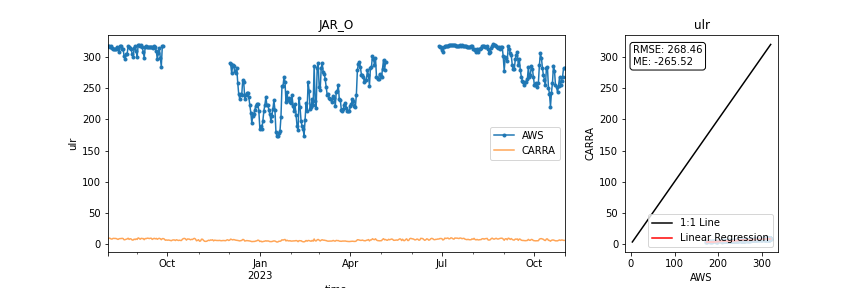 JAR_O
ulr
300
250
200
150
100
50
0
AWS
CARRA
Oct
Jan
2023
Apr
Jul
Oct
time
ulr
CARRA
300
250
200
150
100
50
0
RMSE: 268.46
ME: -265.52
1:1 Line
Linear Regression
0
100
200
300
AWS